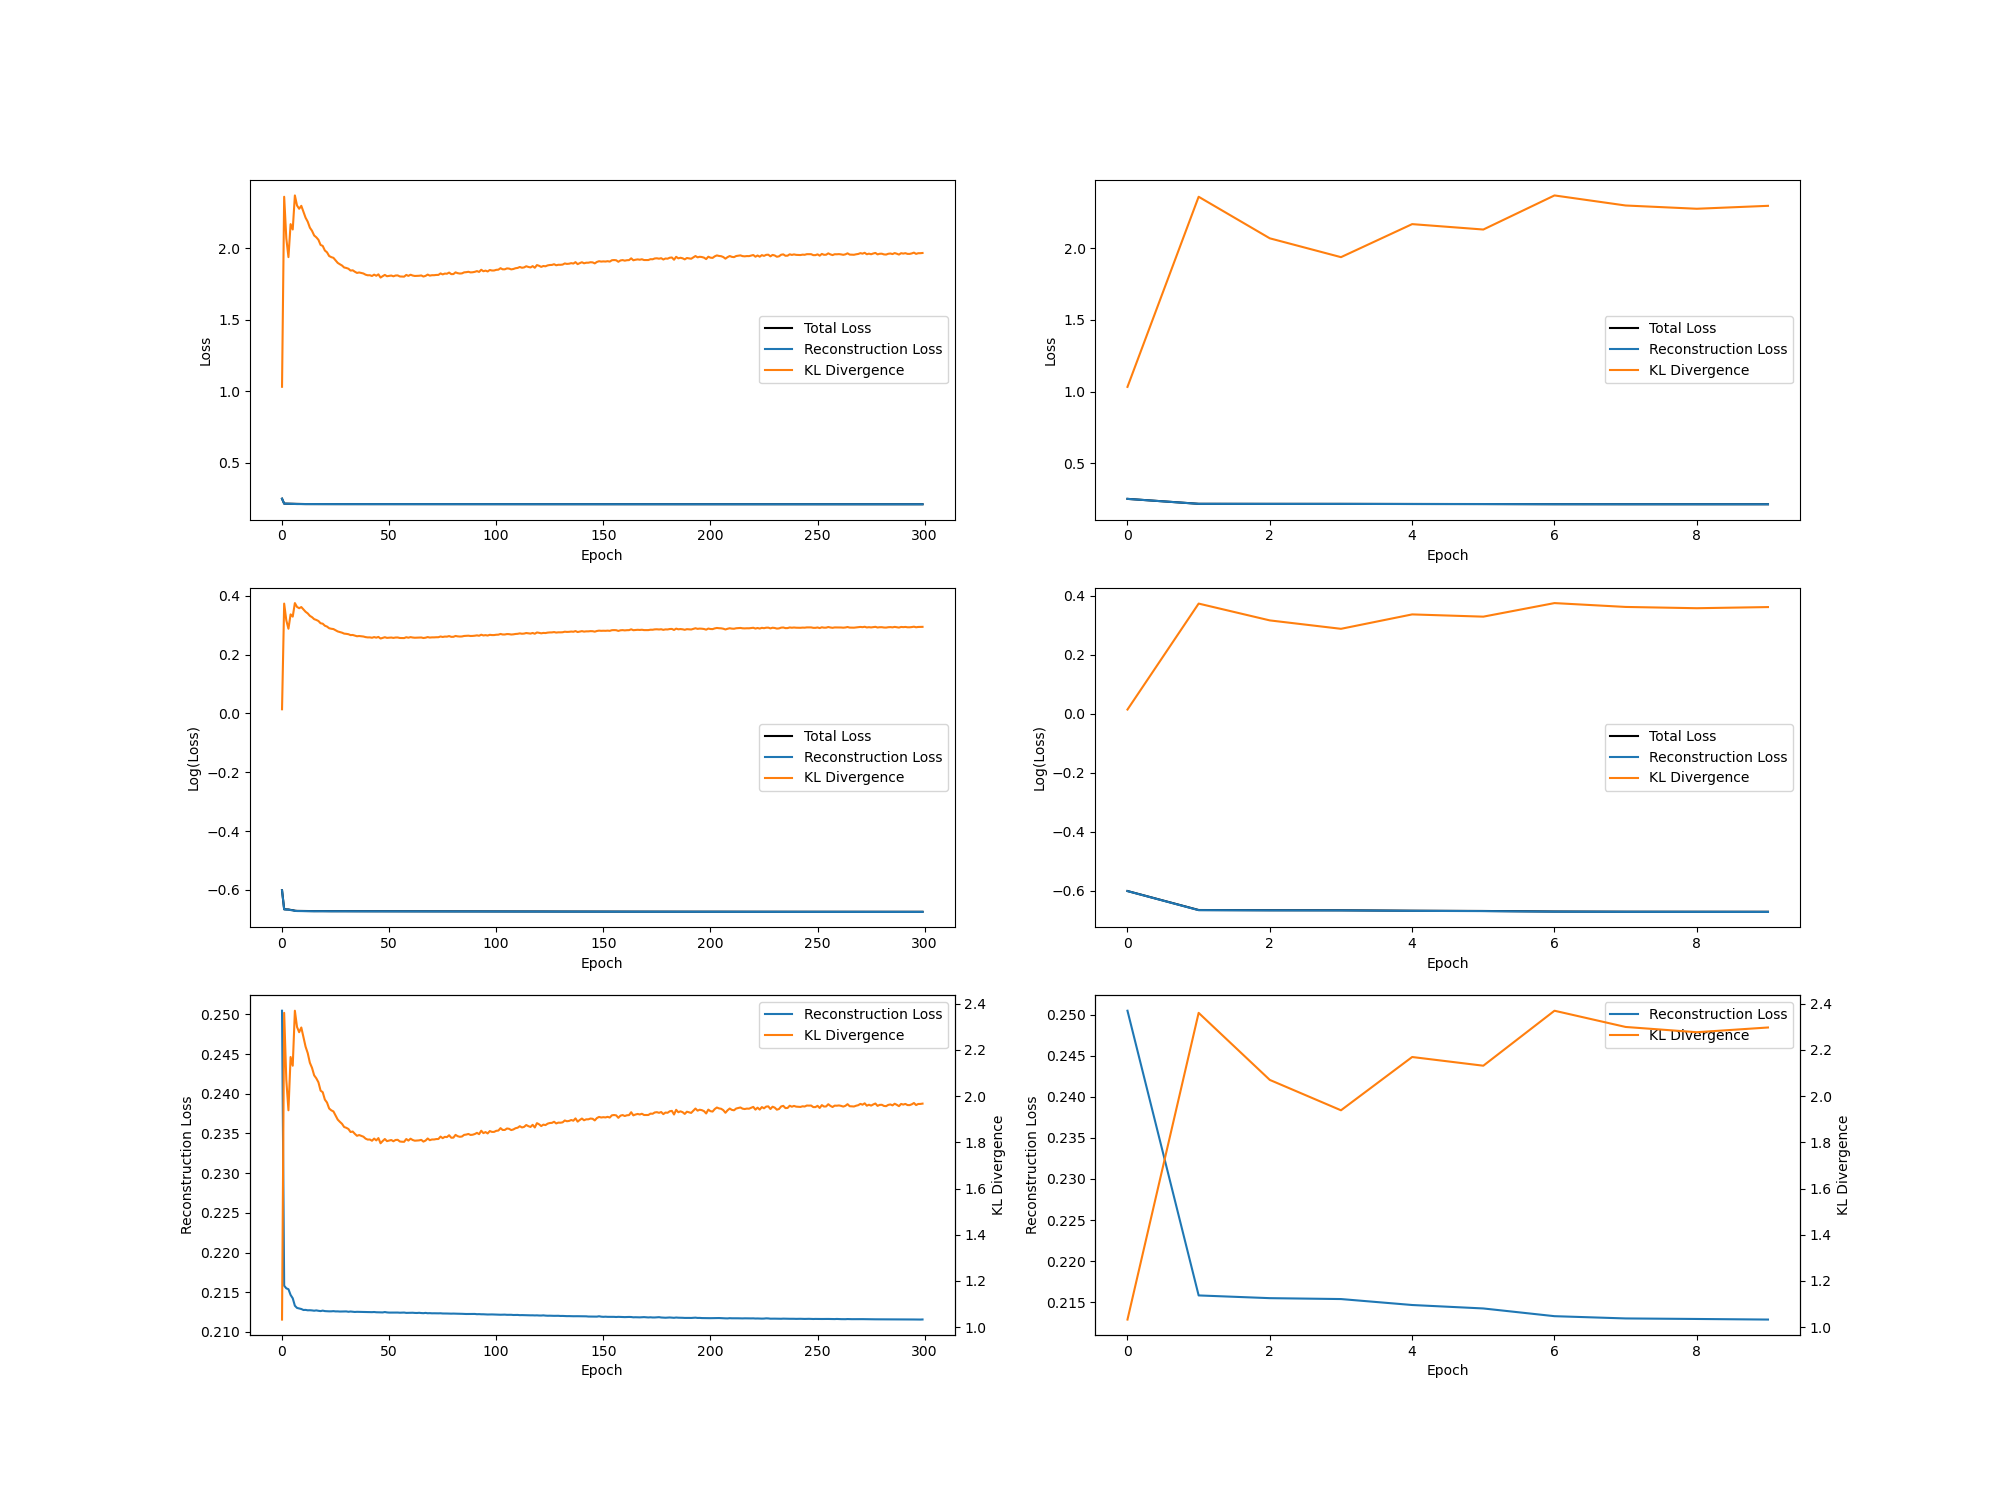 2.0
1.5
1.0
0.5
Loss
0 50 100 150 200 250 300
Epoch
Total Loss
Reconstruction Loss
KL Divergence
2.0
1.5
1.0
0.5
Loss
0 2 4 6 8
Epoch
Total Loss
Reconstruction Loss
KL Divergence
0.4
0.2
0.0
−0.2
−0.4
−0.6
Log(Loss)
0 50 100 150 200 250 300
Epoch
Total Loss
Reconstruction Loss
KL Divergence
0.4
0.2
0.0
−0.2
−0.4
−0.6
Log(Loss)
0 2 4 6 8
Epoch
Total Loss
Reconstruction Loss
KL Divergence
0.250
0.245
0.240
0.235
0.230
0.225
0.220
0.215
0.210
Reconstruction Loss
0 50 100 150 200 250 300
Epoch
Reconstruction Loss
KL Divergence
2.4
2.2
2.0
1.8
1.6
1.4
1.2
1.0
KL Divergence
0.250
0.245
0.240
0.235
0.230
0.225
0.220
0.215
Reconstruction Loss
0 2 4 6 8
Epoch
Reconstruction Loss
KL Divergence
2.4
2.2
2.0
1.8
1.6
1.4
1.2
1.0
KL Divergence